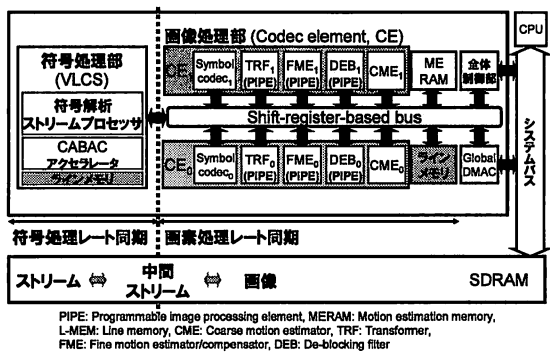 画像処理部 (Codec element, CE)
CPU
符号処理部
(VLCS)
符号解析
ストリームプロセッサ
CABAC
アクセラレータ
ラインメモリ
CE1
Symbol
codec1
TRF1
(PIPE)
FME1
(PIPE)
DEB1
(PIPE)
CME1
ME
RAM
全体
制御部
Shift-register-based bus
CE0
Symbol
codec0
TRF0
(PIPE)
FME0
(PIPE)
DEB0
(PIPE)
CME0
ライン
メモリ
Global
DMAC
システムバス
符号処理レート同期
画素処理レート同期
ストリーム
中間
ストリーム
画像
SDRAM
PIPE: Programmable image processing element, MERAM: Motion estimation memory,
L-MEM: Line memory, CME: Coarse motion estimator, TRF: Transformer,
FME: Fine motion estimator/compensator, DEB: De-blocking filter